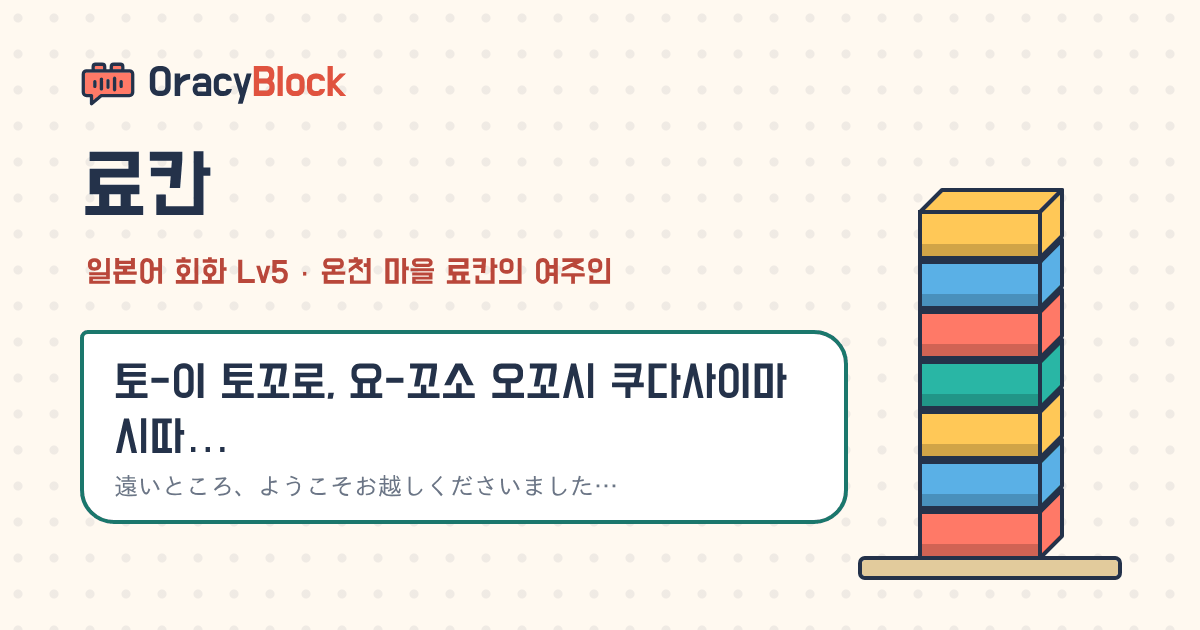 OracyBlock
료칸
일본어 회화 Lv5 · 온천 마을 료칸의 여주인
토-이 토꼬로, 요-꼬소 오꼬시 쿠다사이마
시따...
遠いところ、ようこそお越しくださいました…